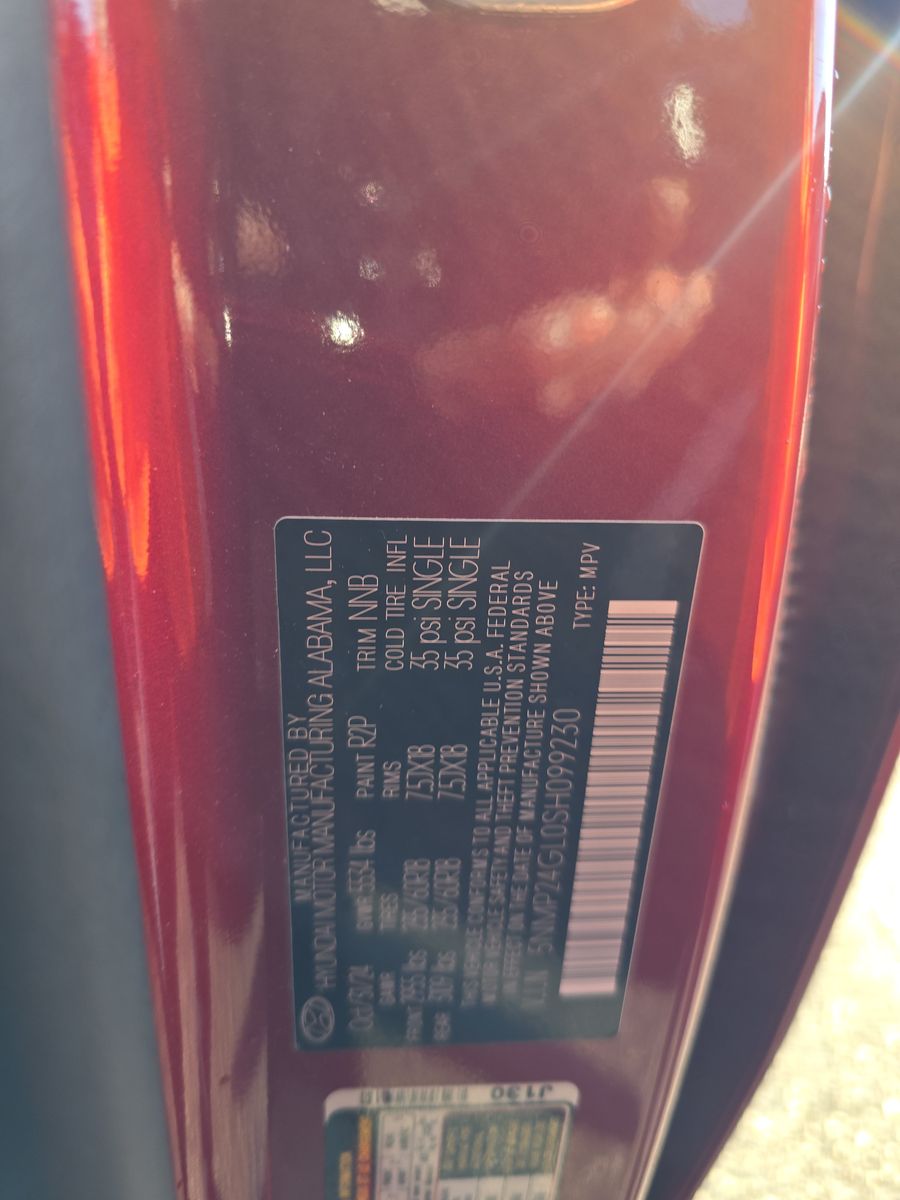 MANUFACTURED BY
HYUNDAI MOTOR MANUFACTURING ALABAMA, LLC
Oct/31/24 GVWR 5534 lbs PAINT R2P TRIM NNB
GAWR TIRES RIMS COLD TIRE INFL
FRONT lbs 235/60R18 7.5JX18 35 psi SINGLE
REAR lbs 235/60R18 7.5JX18 35 psi SINGLE
THIS VEHICLE CONFORMS TO ALL APPLICABLE U.S.A. FEDERAL
MOTOR VEHICLE SAFETY AND THEFT PREVENTION STANDARDS
IN EFFECT ON THE DATE OF MANUFACTURE SHOWN ABOVE
5NMP24GL0SH099230 TYPE: MPV
J130